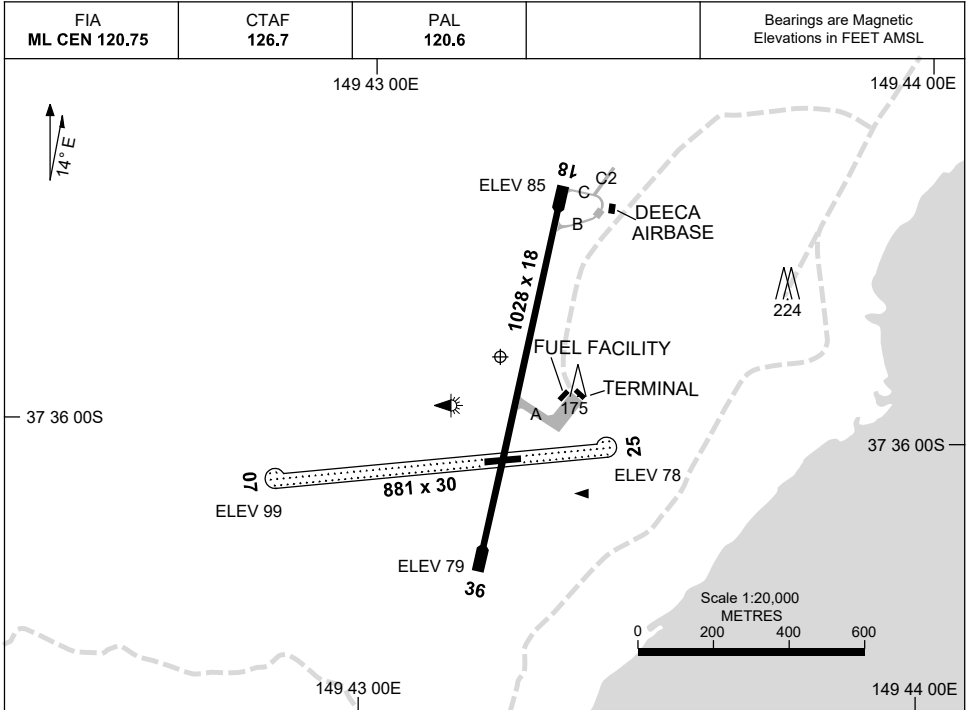 FIA
ML CEN 120.75
CTAF
126.7
PAL
120.6
Bearings are Magnetic
Elevations in FEET AMSL
149 43 00E
149 44 00E
14° E
18
ELEV 85
C
C2
B
DEECA
AIRBASE
1028 x 18
224
FUEL FACILITY
TERMINAL
175
A
37 36 00S
37 36 00S
07
25
881 x 30
ELEV 78
ELEV 99
ELEV 79
36
Scale 1:20,000
METRES
0 200 400 600
149 43 00E
149 44 00E